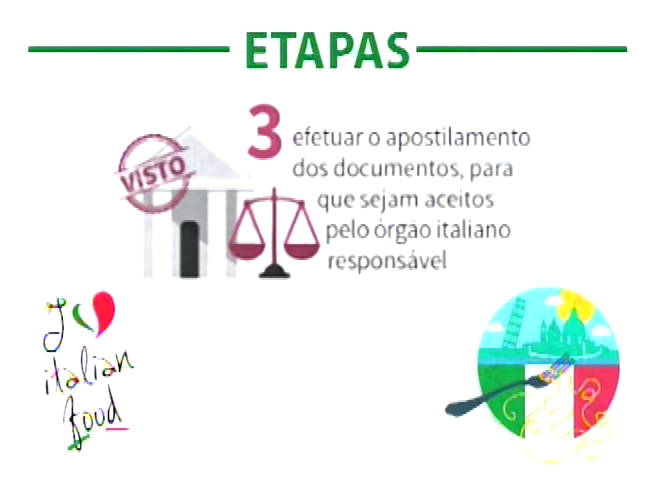 ETAPAS
VISTO
3
efetuar o apostilamento
dos documentos, para
que sejam aceitos
pelo órgão italiano
responsável
I
italian
food